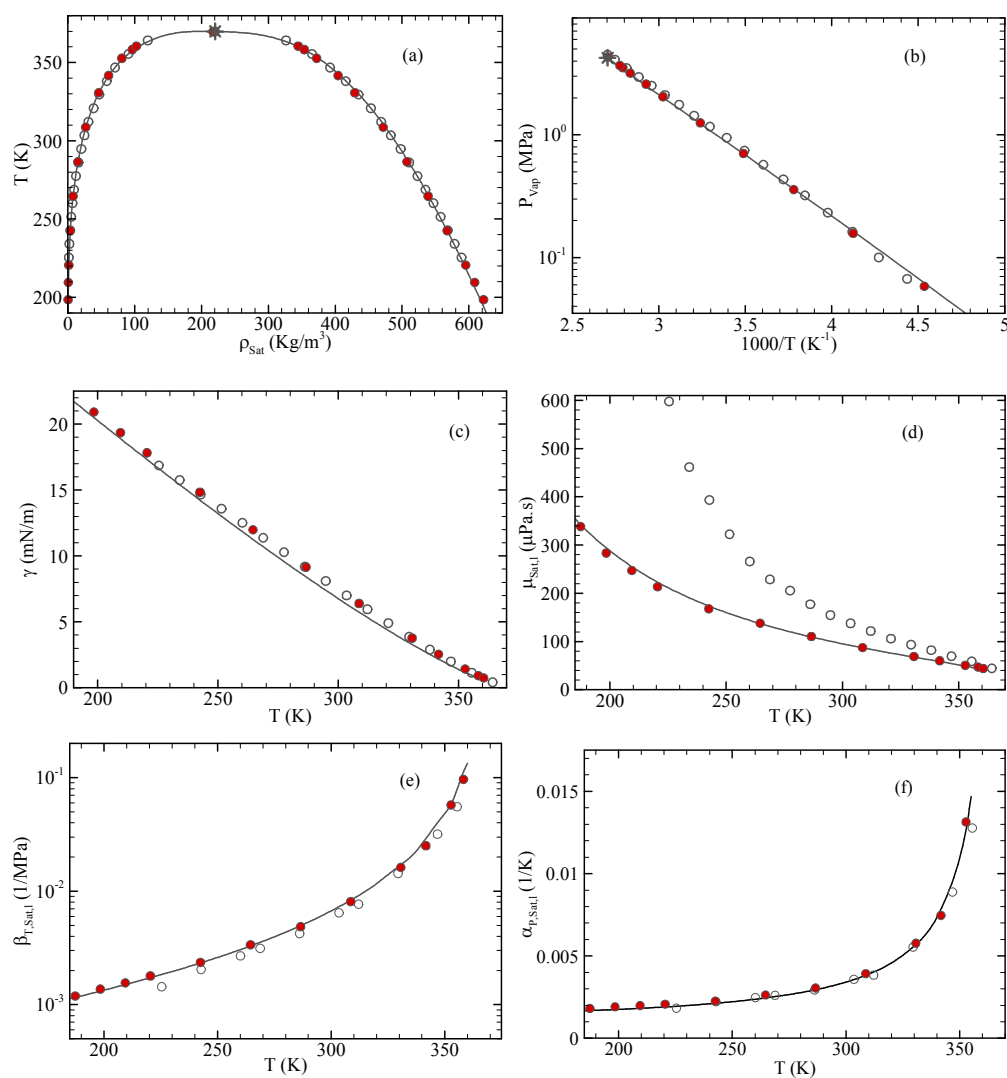 (a)
350
300
250
200
T (K)
0 100 200 300 400 500 600
ρSat (Kg/m³)
(b)
10⁰
10⁻¹
PVap (MPa)
2.5 3 3.5 4 4.5 5
1000/T (K⁻¹)
(c)
20
15
10
5
0
γ (mN/m)
200 250 300 350
T (K)
(d)
600
500
400
300
200
100
0
μSat,l (μPa.s)
200 250 300 350
T (K)
(e)
10⁻¹
10⁻²
10⁻³
βT,Sat,l (1/MPa)
200 250 300 350
T (K)
(f)
0.015
0.01
0.005
0
αP,Sat,l (1/K)
200 250 300 350
T (K)